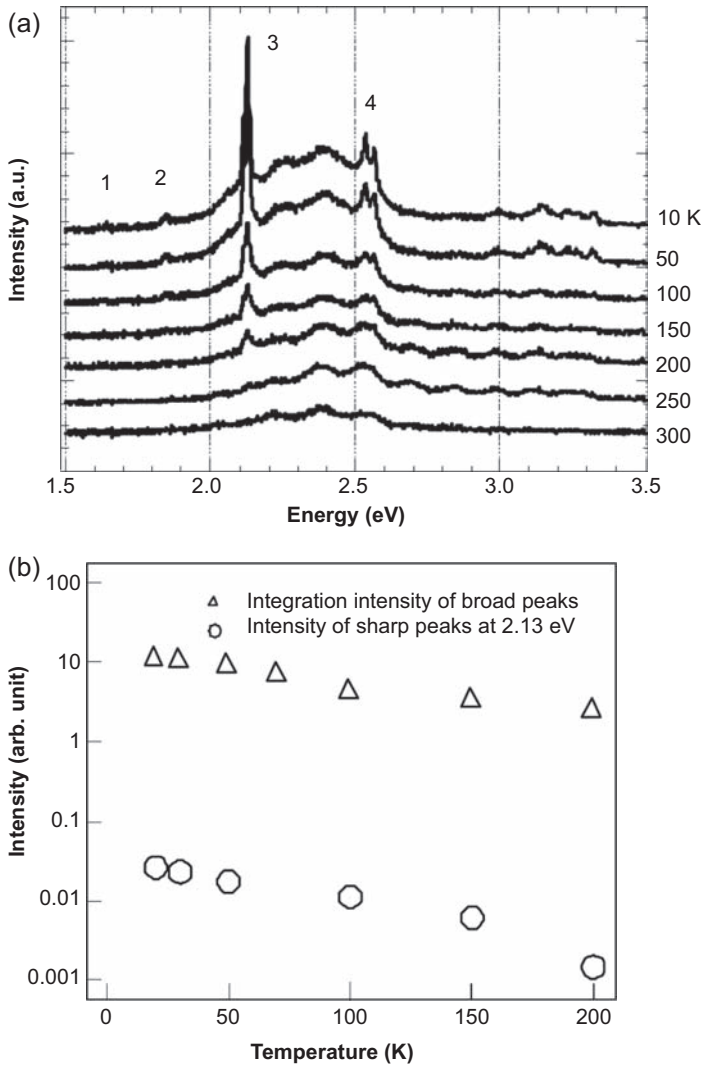 (a)
3
4
1
2
Intensity (a.u.)
10 K
50
100
150
200
250
300
1.5
2.0
2.5
3.0
3.5
Energy (eV)
(b)
100
10
1
0.1
0.01
0.001
Intensity (arb. unit)
Integration intensity of broad peaks
Intensity of sharp peaks at 2.13 eV
0
50
100
150
200
Temperature (K)